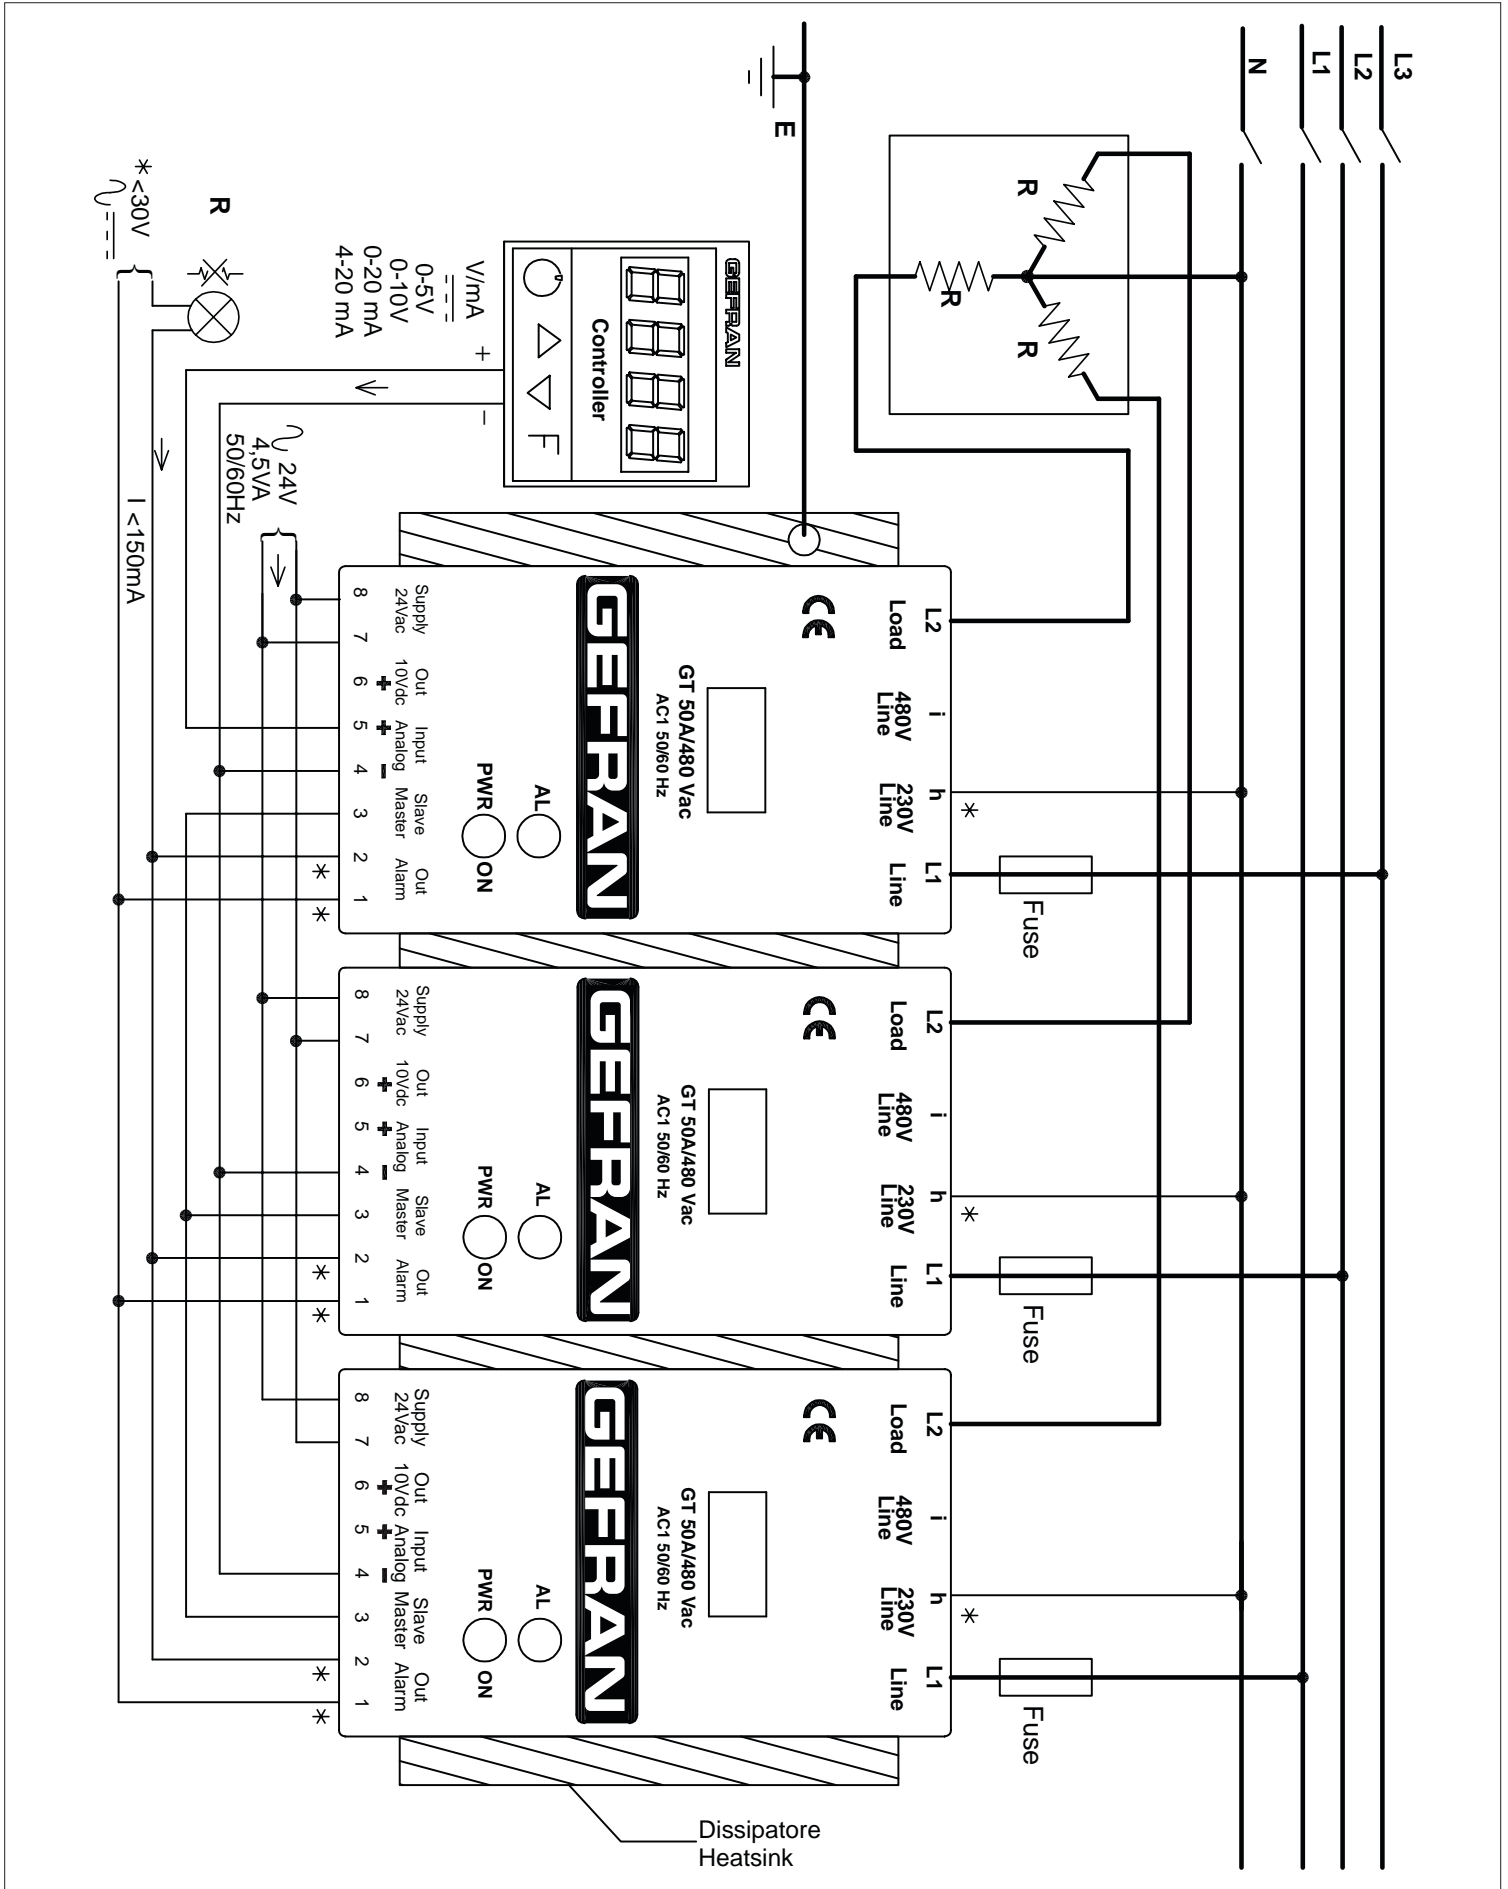 L3
L2
L1
N
E
R
R
R
GEFRAN
Controller
F
V/mA
0-5V
0-10V
0-20 mA
4-20 mA
+
-
R
* <30V
I <150mA
24V
4,5VA
50/60Hz
L2
Load
i
480V
Line
h
230V
Line
*
L1
Line
Fuse
CE
GT 50A/480 Vac
AC1 50/60 Hz
GEFRAN
AL
PWR
ON
Supply
24Vac
Out
10Vdc
+
Input
+ Analog -
Slave
Master
Out
Alarm
8 7 6 5 4 3 2 1
* *
L2
Load
i
480V
Line
h
230V
Line
*
L1
Line
Fuse
CE
GT 50A/480 Vac
AC1 50/60 Hz
GEFRAN
AL
PWR
ON
Supply
24Vac
Out
10Vdc
+
Input
+ Analog -
Slave
Master
Out
Alarm
8 7 6 5 4 3 2 1
* *
L2
Load
i
480V
Line
h
230V
Line
*
L1
Line
Fuse
CE
GT 50A/480 Vac
AC1 50/60 Hz
GEFRAN
AL
PWR
ON
Supply
24Vac
Out
10Vdc
+
Input
+ Analog -
Slave
Master
Out
Alarm
8 7 6 5 4 3 2 1
* *
Dissipatore
Heatsink